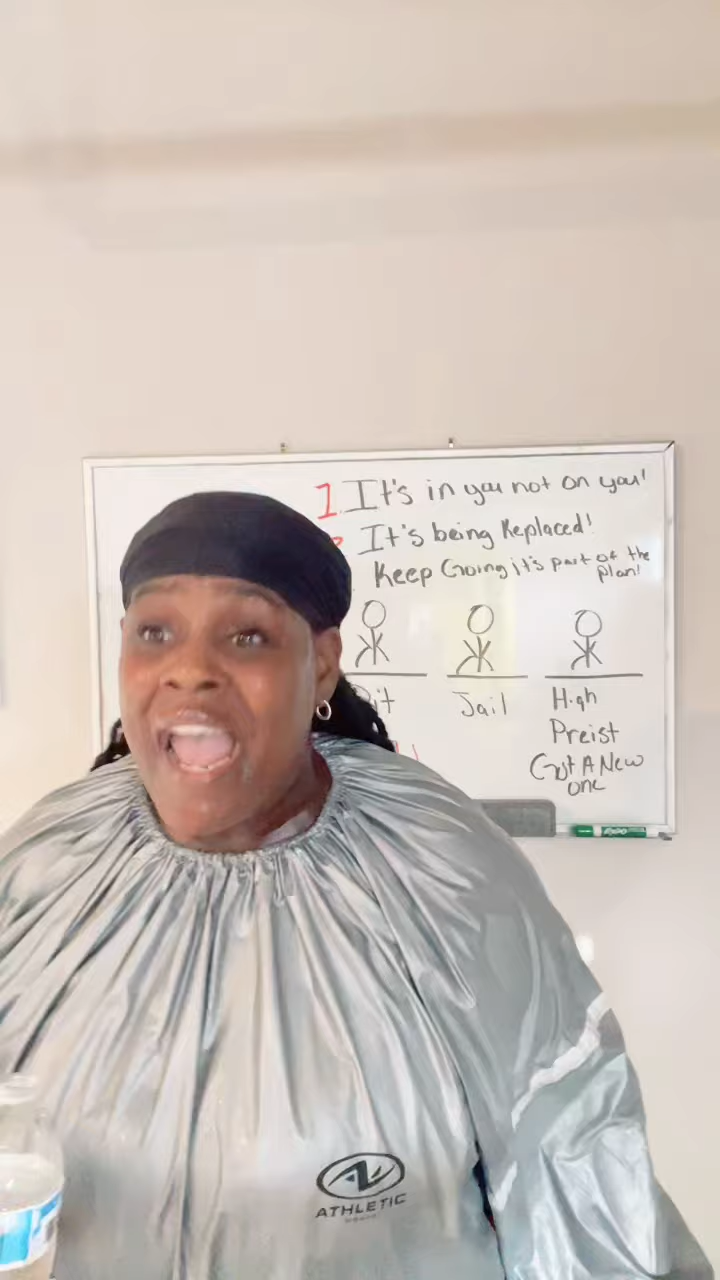 1. It's in you not on you!
It's being Replaced!
Keep Going it's part of the
plan!
Jail
High
Preist
Got A New
one
EXPO
ATHLETIC